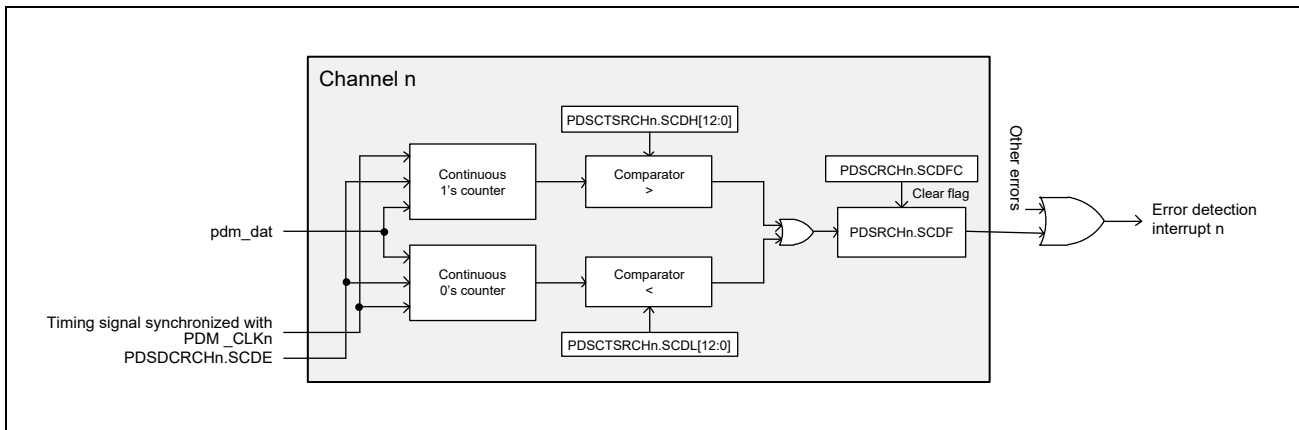 Channel n
PDSCTSRCHn.SCDH[12:0]
Continuous
1’s counter
Comparator
>
PDSCRCHn.SCDFC
Clear flag
Other errors
pdm_dat
PDSRCHn.SCDF
Error detection
interrupt n
Continuous
0’s counter
Comparator
<
Timing signal synchronized with
PDM _CLKn
PDSDCRCHn.SCDE
PDSCTSRCHn.SCDL[12:0]